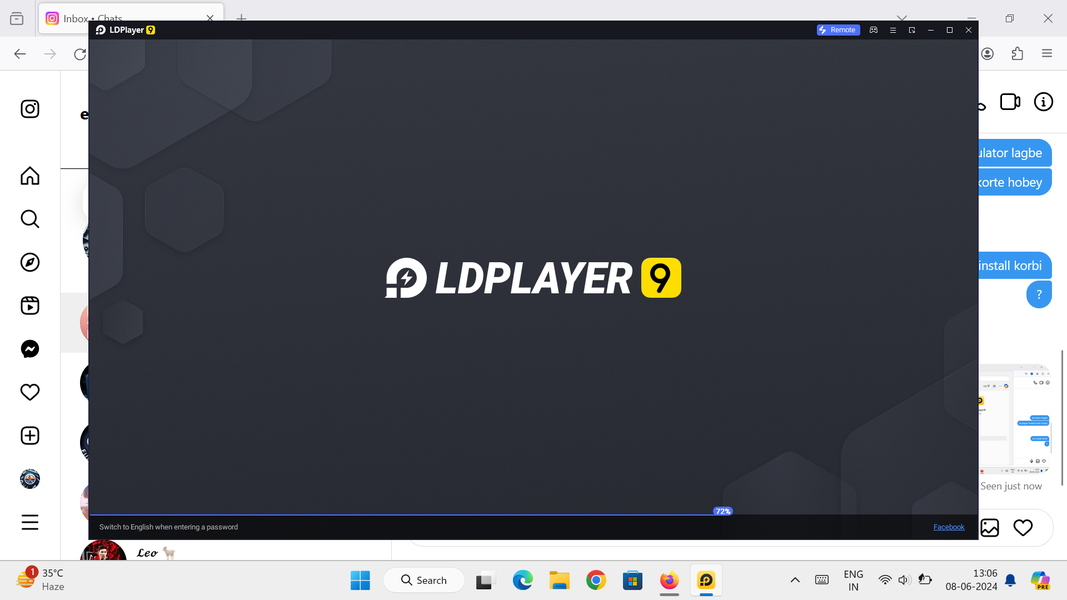 Inbox • Chats
LDPlayer 9
Remote
ulator lagbe
korte hobey
install korbi
?
LDPLAYER 9
Seen just now
72%
Switch to English when entering a password
Facebook
Leo
1
35°C
Haze
Search
ENG
IN
13:06
08-06-2024
PRE